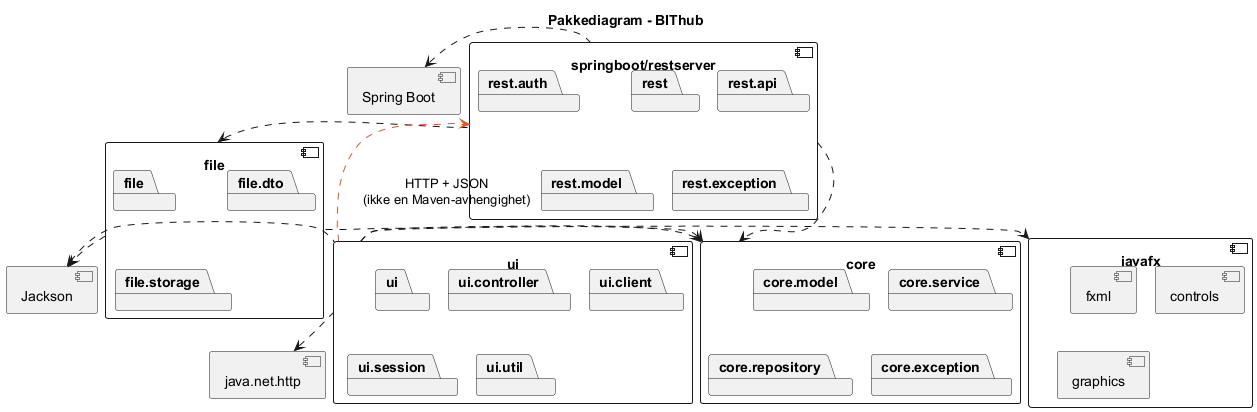 Pakkediagram - BIThub
springboot/restserver
rest.auth
rest
rest.api
Spring Boot
file
file
file.dto
HTTP + JSON
(ikke en Maven-avhengighet)
rest.model
rest.exception
Jackson
file.storage
ui
ui
ui.controller
ui.client
core
core.model
core.service
javafx
fxml
controls
java.net.http
ui.session
ui.util
core.repository
core.exception
graphics